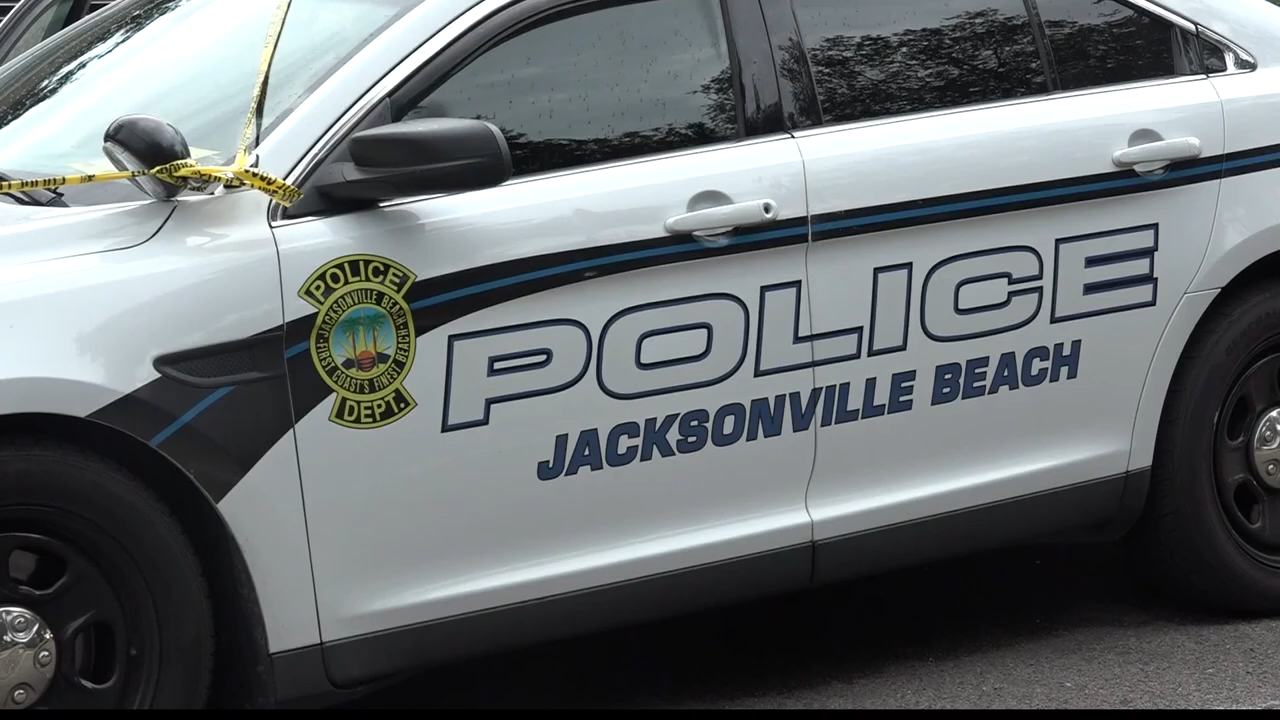 POLICE
JACKSONVILLE BEACH
FIRST COAST'S FINEST BEACH
DEPT.
POLICE
JACKSONVILLE BEACH